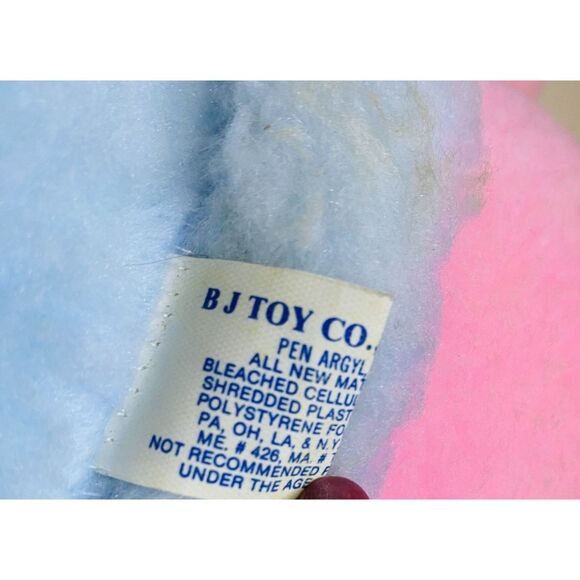 BJ TOY CO.,
PEN ARGYL
ALL NEW MAT
BLEACHED CELLU
SHREDDED PLAST
POLYSTYRENE FO
PA, OH, LA, & N.Y
ME. # 426, MA. #
NOT RECOMMENDED
UNDER THE AGE